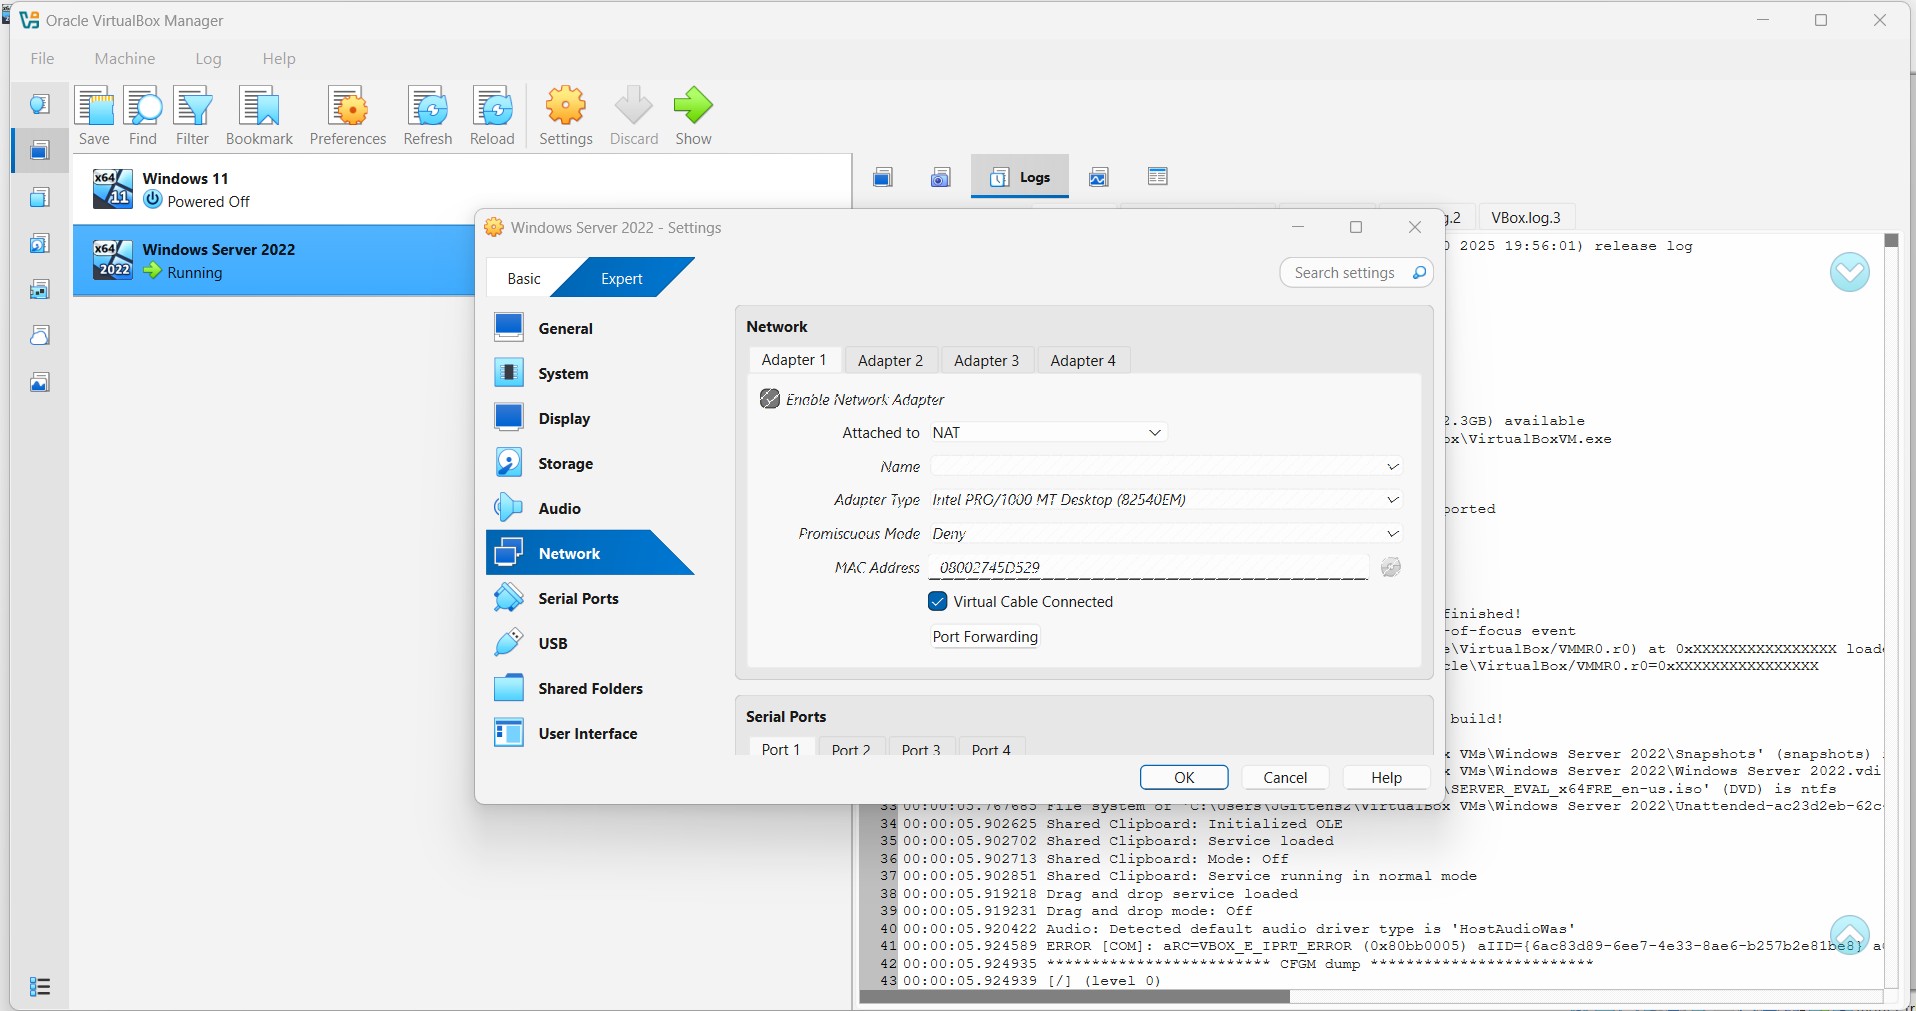 Oracle VirtualBox Manager
File Machine Log Help
Save Find Filter Bookmark Preferences Refresh Reload Settings Discard Show
x64 11 Windows 11
Powered Off
x64 2022 Windows Server 2022
Running
Logs
.2 VBox.log.3
2025 19:56:01) release log
Windows Server 2022 - Settings
Basic Expert Search settings
General
System
Display
Storage
Audio
Network
Serial Ports
USB
Shared Folders
User Interface
Network
Adapter 1 Adapter 2 Adapter 3 Adapter 4
Enable Network Adapter
Attached to NAT
Name
Adapter Type Intel PRO/1000 MT Desktop (82540EM)
Promiscuous Mode Deny
MAC Address 08002745D529
Virtual Cable Connected
Port Forwarding
Serial Ports
Port 1 Port 2 Port 3 Port 4
OK Cancel Help
2.3GB) available
ox\VirtualBoxVM.exe
ported
finished!
-of-focus event
e\VirtualBox/VMMR0.r0) at 0xXXXXXXXXXXXXXXXX load
cle\VirtualBox/VMMR0.r0=0xXXXXXXXXXXXXXXXX
build!
VMs\Windows Server 2022\Snapshots' (snapshots)
VMs\Windows Server 2022\Windows Server 2022.vdi
\SERVER_EVAL_x64FRE_en-us.iso' (DVD) is ntfs
33 00:00:05.767685 File system of 'C:\Users\JGittens2\VirtualBox VMs\Windows Server 2022\Unattended-ac23d2eb-62c
34 00:00:05.902625 Shared Clipboard: Initialized OLE
35 00:00:05.902702 Shared Clipboard: Service loaded
36 00:00:05.902713 Shared Clipboard: Mode: Off
37 00:00:05.902851 Shared Clipboard: Service running in normal mode
38 00:00:05.919218 Drag and drop service loaded
39 00:00:05.919231 Drag and drop mode: Off
40 00:00:05.920422 Audio: Detected default audio driver type is 'HostAudioWas'
41 00:00:05.924589 ERROR [COM]: aRC=VBOX_E_IPRT_ERROR (0x80bb0005) aIID={6ac83d89-6ee7-4e33-8ae6-b257b2e81be8} a
42 00:00:05.924935 ************************* CFGM dump *************************
43 00:00:05.924939 [/] (level 0)